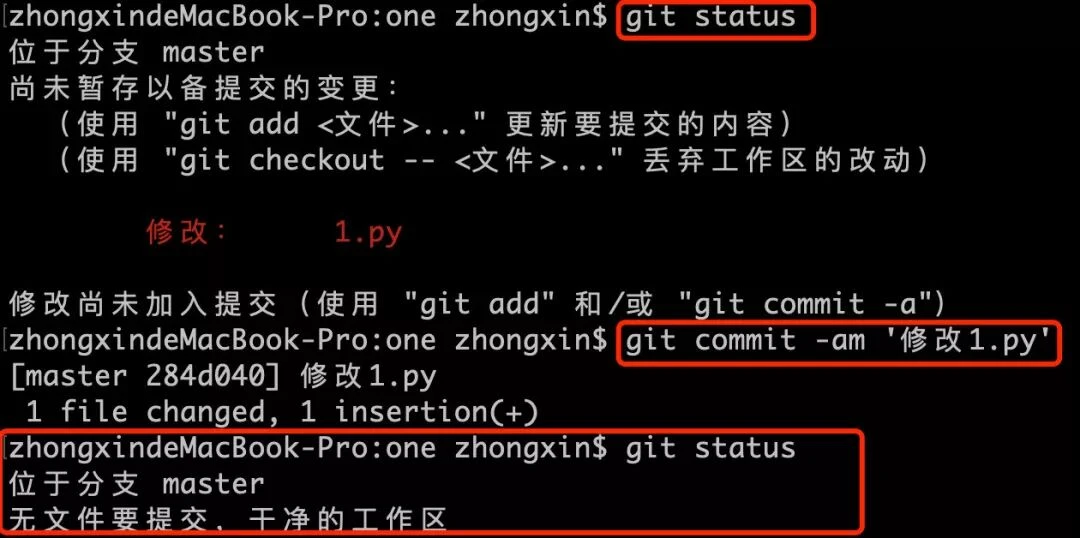 zhongxindeMacBook-Pro:one zhongxin$ git status
位于分支 master
尚未暂存以备提交的变更：
（使用 "git add <文件>..." 更新要提交的内容）
（使用 "git checkout -- <文件>..." 丢弃工作区的改动）
修改： 1.py
修改尚未加入提交（使用 "git add" 和/或 "git commit -a"）
zhongxindeMacBook-Pro:one zhongxin$ git commit -am '修改1.py'
[master 284d040] 修改1.py
1 file changed, 1 insertion(+)
zhongxindeMacBook-Pro:one zhongxin$ git status
位于分支 master
无文件要提交，干净的工作区